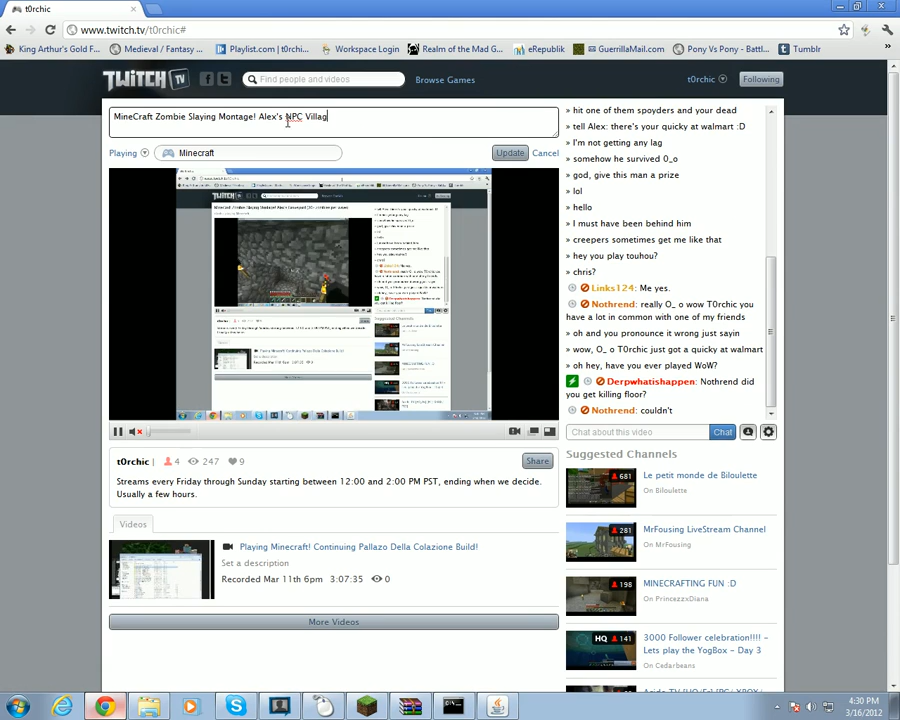 t0rchic
www.twitch.tv/t0rchic#
King Arthur's Gold F...
Medieval / Fantasy ...
Playlist.com | t0rchi...
Workspace Login
Realm of the Mad G...
eRepublik
GuerrillaMail.com
Pony Vs Pony - Battl...
Tumblr
TWITCH TV
Find people and videos
Browse Games
t0rchic
Following
MineCraft Zombie Slaying Montage! Alex's NPC Villag
Playing
Minecraft
Update
Cancel
» hit one of them spoyders and your dead
» tell Alex: there's your quicky at walmart :D
» I'm not getting any lag
» somehow he survived 0_o
» god, give this man a prize
» lol
» hello
» I must have been behind him
» creepers sometimes get me like that
» hey you play touhou?
» chris?
Links124: Me yes.
Nothrend: really O_ o wow T0rchic you
have a lot in common with one of my friends
» oh and you pronounce it wrong just sayin
» wow, O_ o T0rchic just got a quicky at walmart
» oh hey, have you ever played WoW?
Derpwhatishappen: Nothrend did
you get killing floor?
Nothrend: couldn't
Chat about this video
Chat
t0rchic |
4
247
9
Share
Streams every Friday through Sunday starting between 12:00 and 2:00 PM PST, ending when we decide.
Usually a few hours.
Videos
Playing Minecraft! Continuing Pallazo Della Colazione Build!
Set a description
Recorded Mar 11th 6pm
3:07:35
0
More Videos
Suggested Channels
681
Le petit monde de Biloulette
On Biloulette
281
MrFousing LiveStream Channel
On MrFousing
198
MINECRAFTING FUN :D
On PrincezzxDiana
HQ
141
3000 Follower celebration!!!! -
Lets play the YogBox - Day 3
On Cedarbeans
4:30 PM
3/16/2012